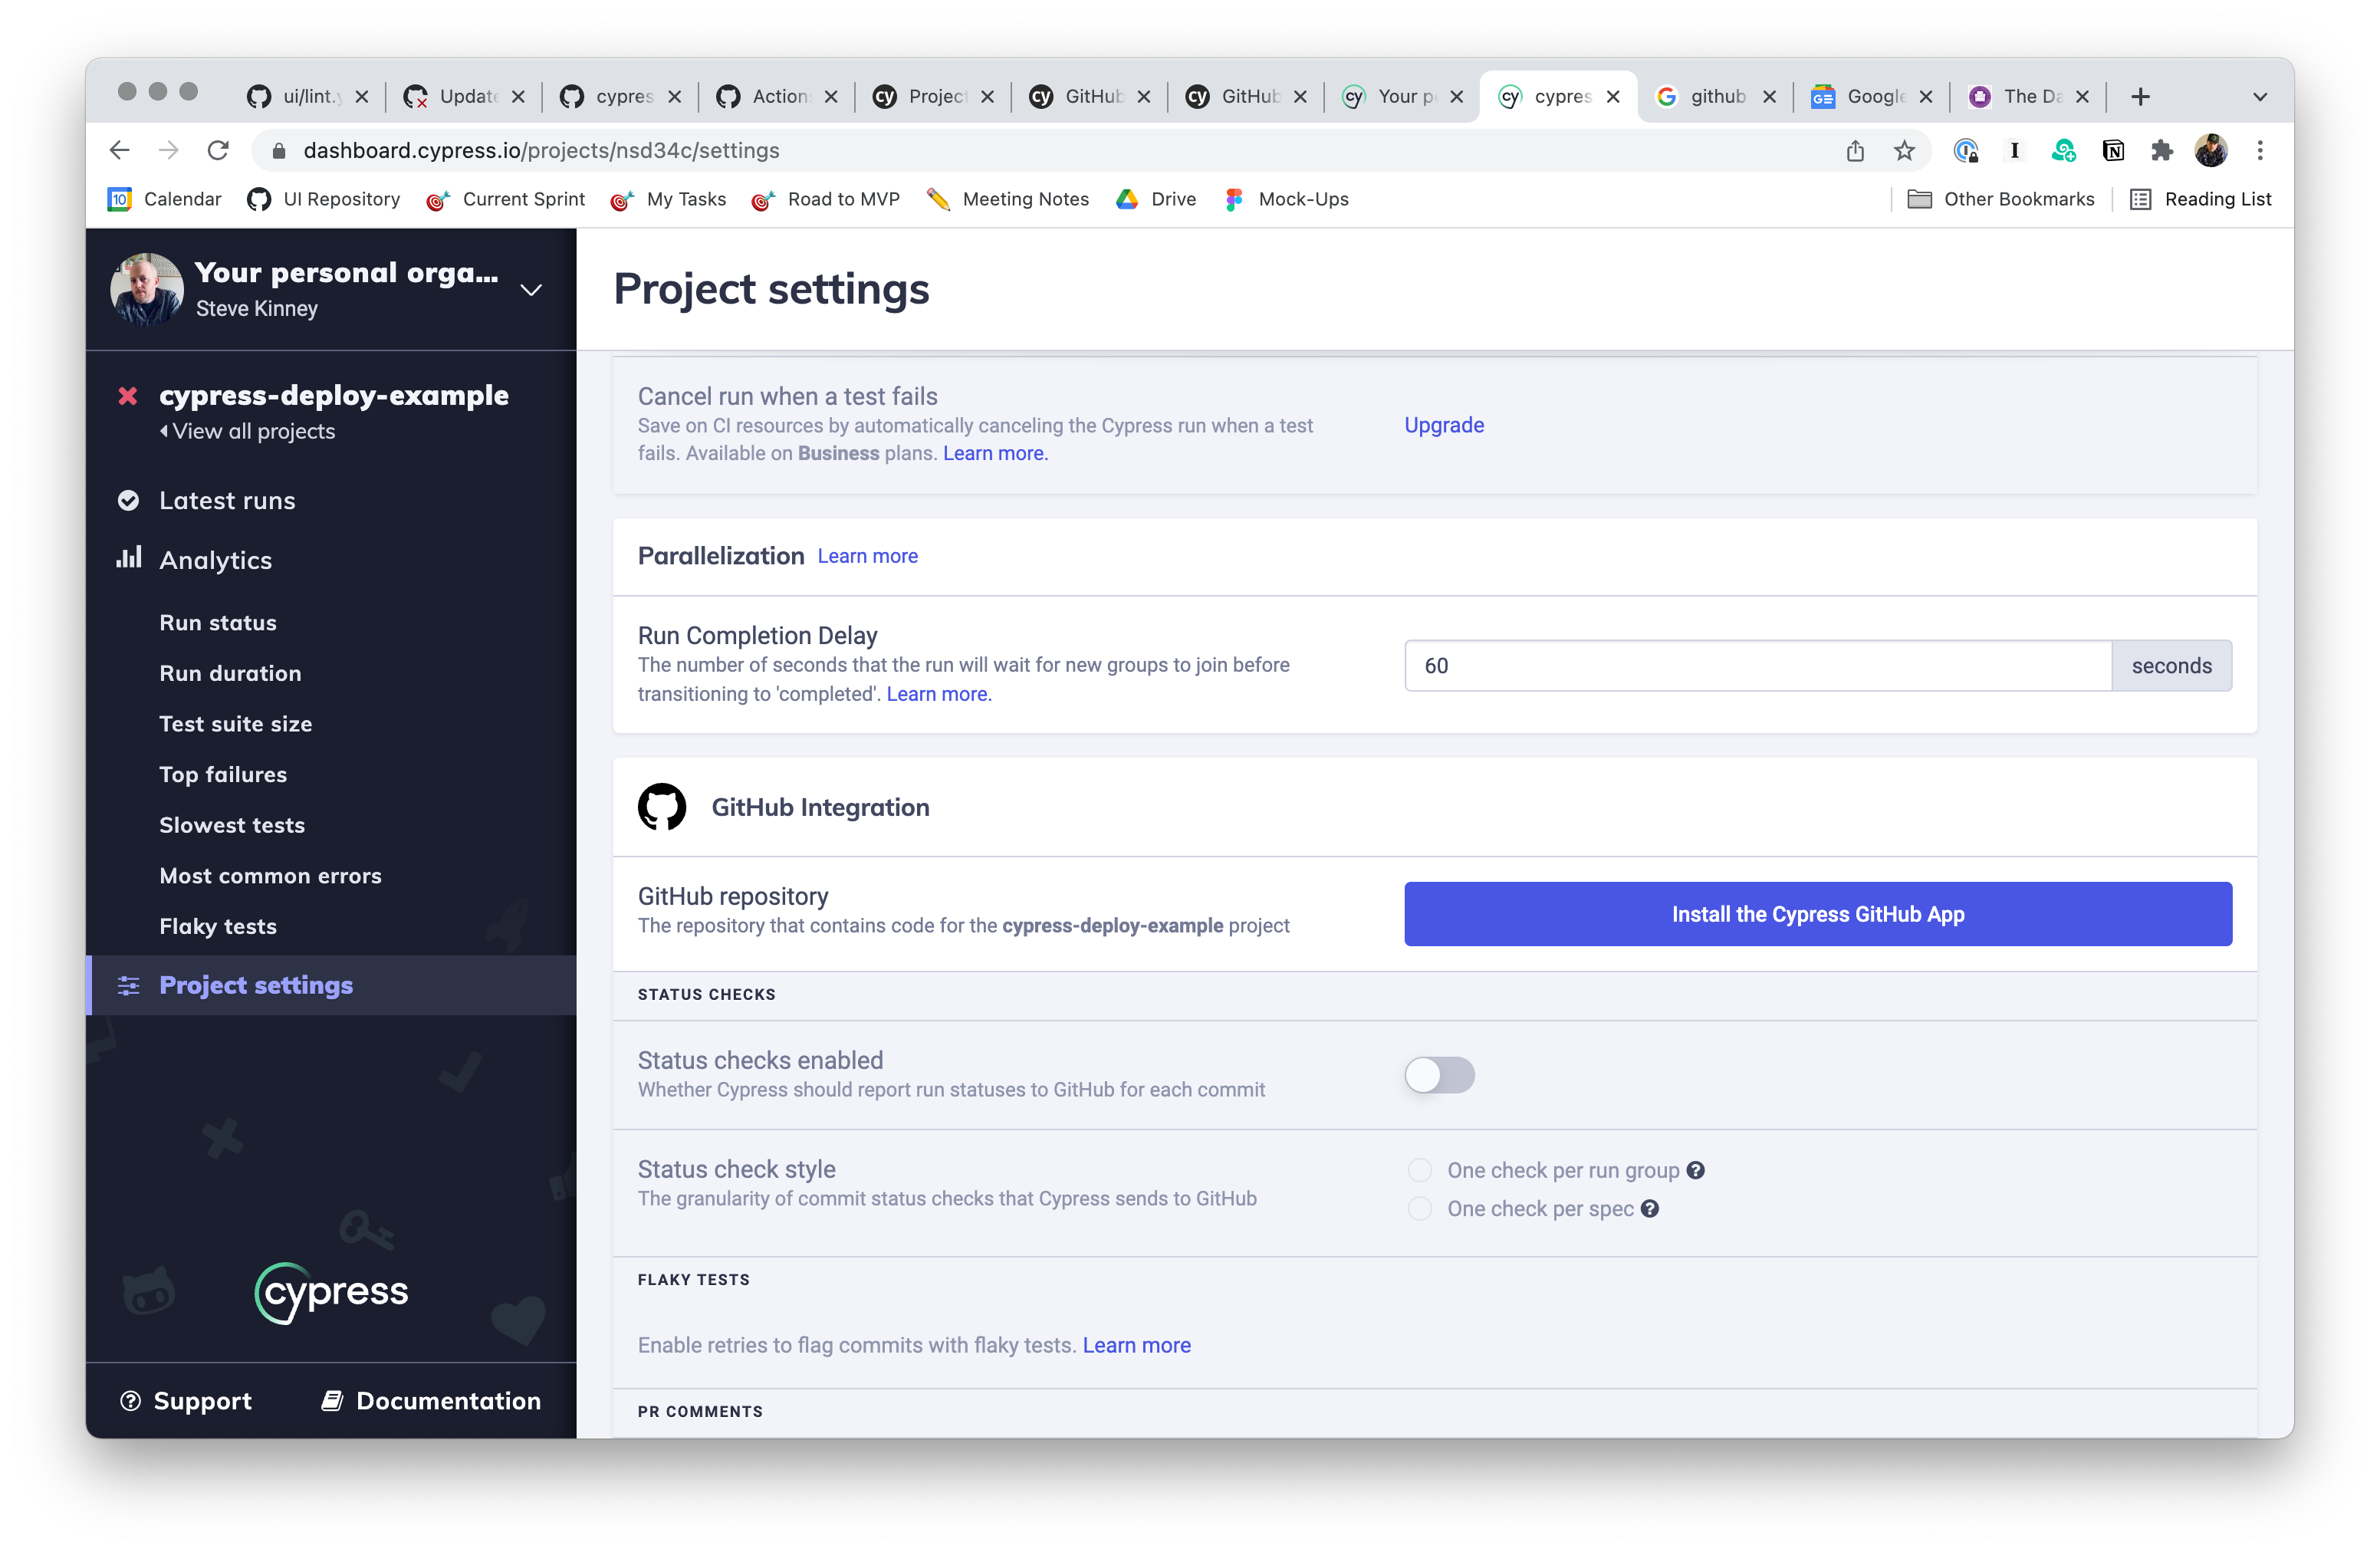 ui/lint.y
Update
cypres
Action
Project
GitHub
GitHub
Your p
cypres
github
Google
The Da
dashboard.cypress.io/projects/nsd34c/settings
Calendar
UI Repository
Current Sprint
My Tasks
Road to MVP
Meeting Notes
Drive
Mock-Ups
Other Bookmarks
Reading List
Your personal orga...
Steve Kinney
cypress-deploy-example
View all projects
Latest runs
Analytics
Run status
Run duration
Test suite size
Top failures
Slowest tests
Most common errors
Flaky tests
Project settings
cypress
Support
Documentation
Project settings
Cancel run when a test fails
Save on CI resources by automatically canceling the Cypress run when a test
fails. Available on Business plans. Learn more.
Upgrade
Parallelization Learn more
Run Completion Delay
The number of seconds that the run will wait for new groups to join before
transitioning to 'completed'. Learn more.
60
seconds
GitHub Integration
GitHub repository
The repository that contains code for the cypress-deploy-example project
Install the Cypress GitHub App
STATUS CHECKS
Status checks enabled
Whether Cypress should report run statuses to GitHub for each commit
Status check style
The granularity of commit status checks that Cypress sends to GitHub
One check per run group
One check per spec
FLAKY TESTS
Enable retries to flag commits with flaky tests. Learn more
PR COMMENTS